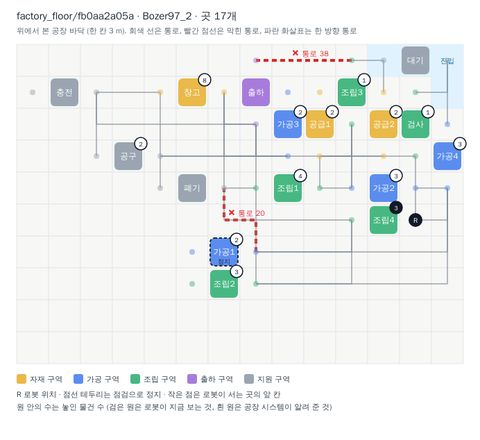 factory_floor/fb0aa2a05a · Bozer97_2 · 곳 17개
위에서 본 공장 바닥 (한 칸 3 m). 회색 선은 통로, 빨간 점선은 막힌 통로, 파란 화살표는 한 방향 통로
✖ 통로 38
대기
진입
충전
창고
8
출하
조립3
1
가공3
2
공급1
2
공급2
2
검사
1
공구
2
가공4
3
폐기
조립1
4
가공2
3
✖ 통로 20
조립4
3
R
가공1
2
정지
조립2
3
자재 구역
가공 구역
조립 구역
출하 구역
지원 구역
R 로봇 위치 · 점선 테두리는 점검으로 정지 · 작은 점은 로봇이 서는 곳의 앞 칸
원 안의 수는 놓인 물건 수 (검은 원은 로봇이 지금 보는 것, 흰 원은 공장 시스템이 알려 준 것)